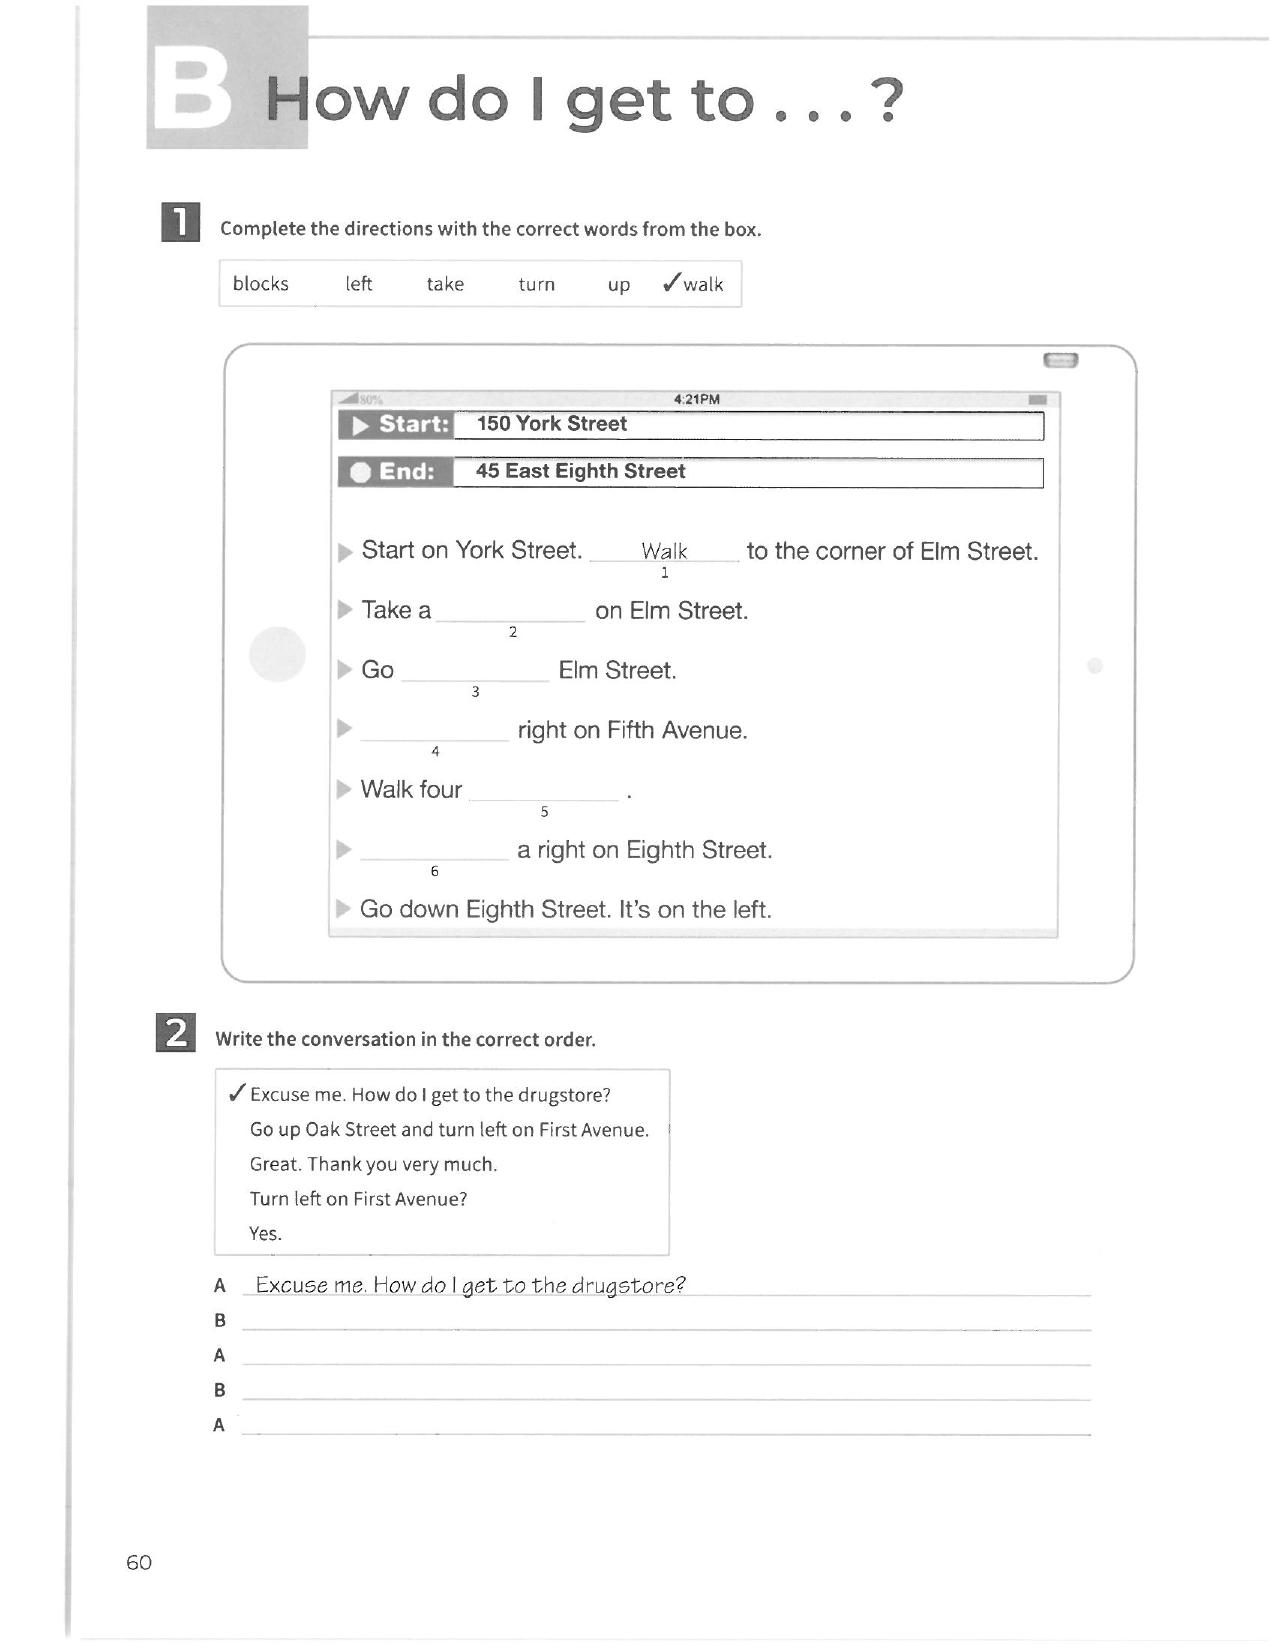 B How do I get to . . . ?
1 Complete the directions with the correct words from the box.
blocks left take turn up ✓walk
80% 4:21PM
Start: 150 York Street
End: 45 East Eighth Street
Start on York Street. Walk to the corner of Elm Street.
1
Take a ______ on Elm Street.
2
Go ______ Elm Street.
3
______ right on Fifth Avenue.
4
Walk four ______ .
5
______ a right on Eighth Street.
6
Go down Eighth Street. It's on the left.
2 Write the conversation in the correct order.
✓ Excuse me. How do I get to the drugstore?
Go up Oak Street and turn left on First Avenue.
Great. Thank you very much.
Turn left on First Avenue?
Yes.
A Excuse me. How do I get to the drugstore?
B
A
B
A
60